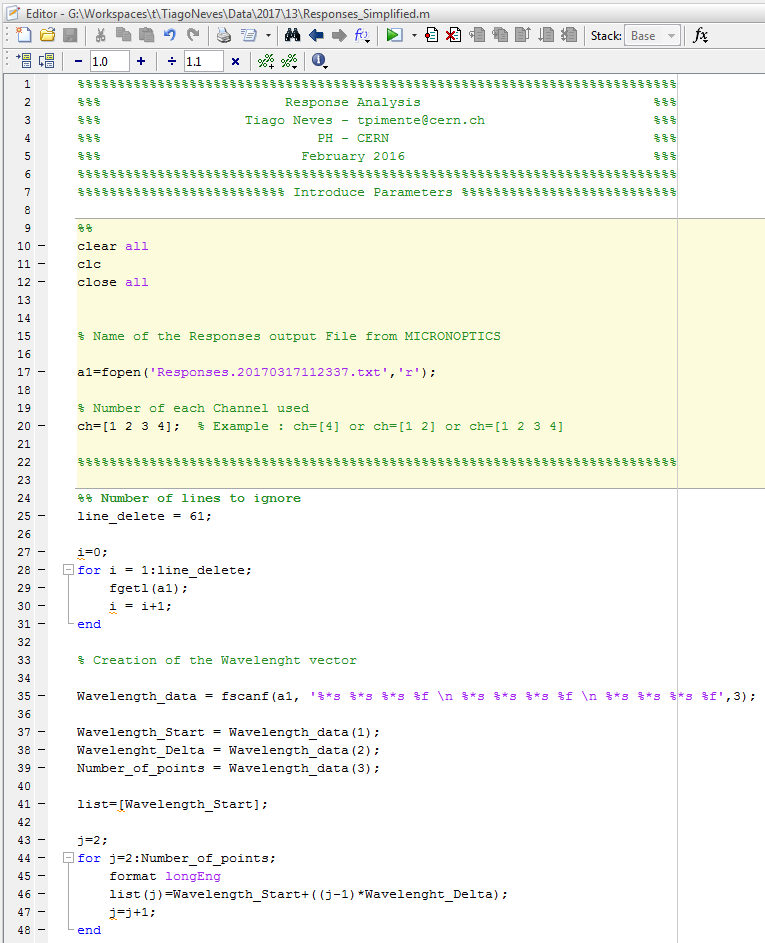 Editor - G:\Workspaces\t\TiagoNeves\Data\2017\13\Responses_Simplified.m
Stack: Base fx
- 1.0 + ÷ 1.1 ×
1 %%%%%%%%%%%%%%%%%%%%%%%%%%%%%%%%%%%%%%%%%%%%%%%%%%%%%%%%%%%%%%%%%%%%%%%%%%%
2 %%% Response Analysis %%%
3 %%% Tiago Neves - tpimente@cern.ch %%%
4 %%% PH - CERN %%%
5 %%% February 2016 %%%
6 %%%%%%%%%%%%%%%%%%%%%%%%%%%%%%%%%%%%%%%%%%%%%%%%%%%%%%%%%%%%%%%%%%%%%%%%%%%
7 %%%%%%%%%%%%%%%%%%%%%%%%%% Introduce Parameters %%%%%%%%%%%%%%%%%%%%%%%%%%%
8
9 %%
10 - clear all
11 - clc
12 - close all
13
14
15 % Name of the Responses output File from MICRONOPTICS
16
17 - a1=fopen('Responses.20170317112337.txt','r');
18
19 % Number of each Channel used
20 - ch=[1 2 3 4];  % Example : ch=[4] or ch=[1 2] or ch=[1 2 3 4]
21
22 %%%%%%%%%%%%%%%%%%%%%%%%%%%%%%%%%%%%%%%%%%%%%%%%%%%%%%%%%%%%%%%%%%%%%%%%%%%
23
24 %% Number of lines to ignore
25 - line_delete = 61;
26
27 - i=0;
28 - for i = 1:line_delete;
29 - fgetl(a1);
30 - i = i+1;
31 - end
32
33 % Creation of the Wavelenght vector
34
35 - Wavelength_data = fscanf(a1, '%*s %*s %*s %f \n %*s %*s %*s %f \n %*s %*s %*s %f',3);
36
37 - Wavelength_Start = Wavelength_data(1);
38 - Wavelenght_Delta = Wavelength_data(2);
39 - Number_of_points = Wavelength_data(3);
40
41 - list=[Wavelength_Start];
42
43 - j=2;
44 - for j=2:Number_of_points;
45 - format longEng
46 - list(j)=Wavelength_Start+((j-1)*Wavelenght_Delta);
47 - j=j+1;
48 - end